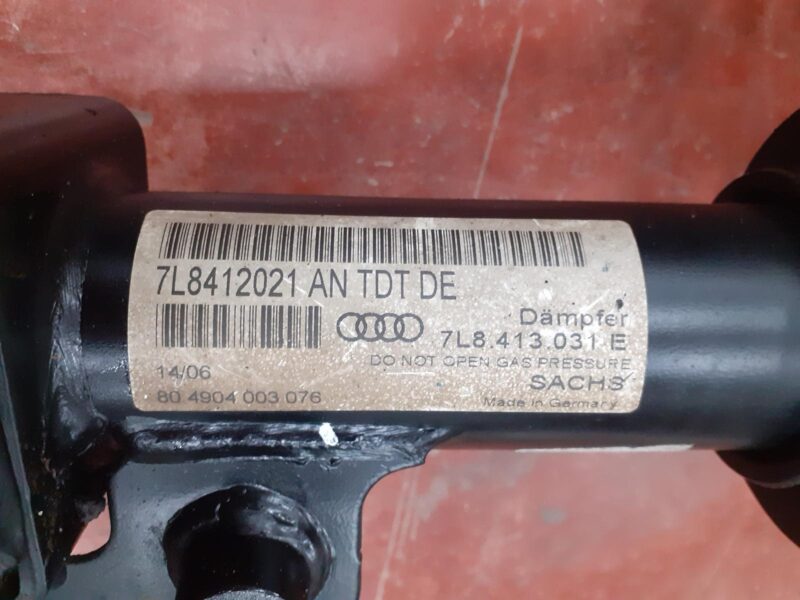 7L8412021 AN TDT DE
Dämpfer
7L8.413.031 E
DO NOT OPEN GAS PRESSURE
14/06
SACHS
80 4904 003 076
Made in Germany